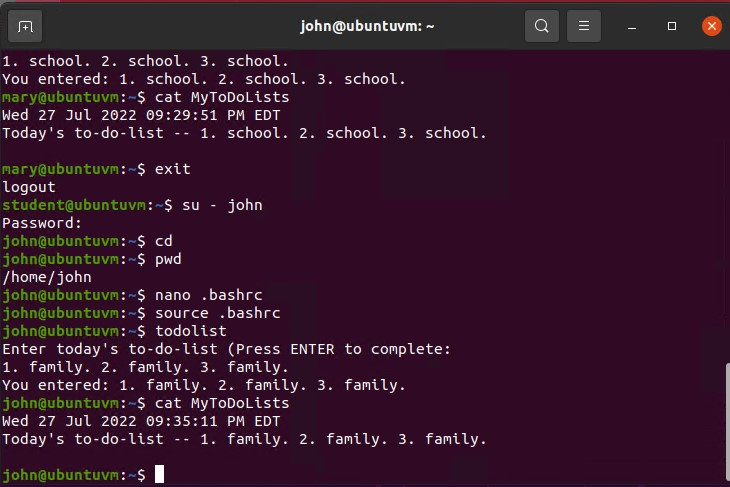 john@ubuntuvm: ~
1. school. 2. school. 3. school.
You entered: 1. school. 2. school. 3. school.
mary@ubuntuvm:~$ cat MyToDoLists
Wed 27 Jul 2022 09:29:51 PM EDT
Today's to-do-list -- 1. school. 2. school. 3. school.
mary@ubuntuvm:~$ exit
logout
student@ubuntuvm:~$ su - john
Password:
john@ubuntuvm:~$ cd
john@ubuntuvm:~$ pwd
/home/john
john@ubuntuvm:~$ nano .bashrc
john@ubuntuvm:~$ source .bashrc
john@ubuntuvm:~$ todolist
Enter today's to-do-list (Press ENTER to complete:
1. family. 2. family. 3. family.
You entered: 1. family. 2. family. 3. family.
john@ubuntuvm:~$ cat MyToDoLists
Wed 27 Jul 2022 09:35:11 PM EDT
Today's to-do-list -- 1. family. 2. family. 3. family.
john@ubuntuvm:~$